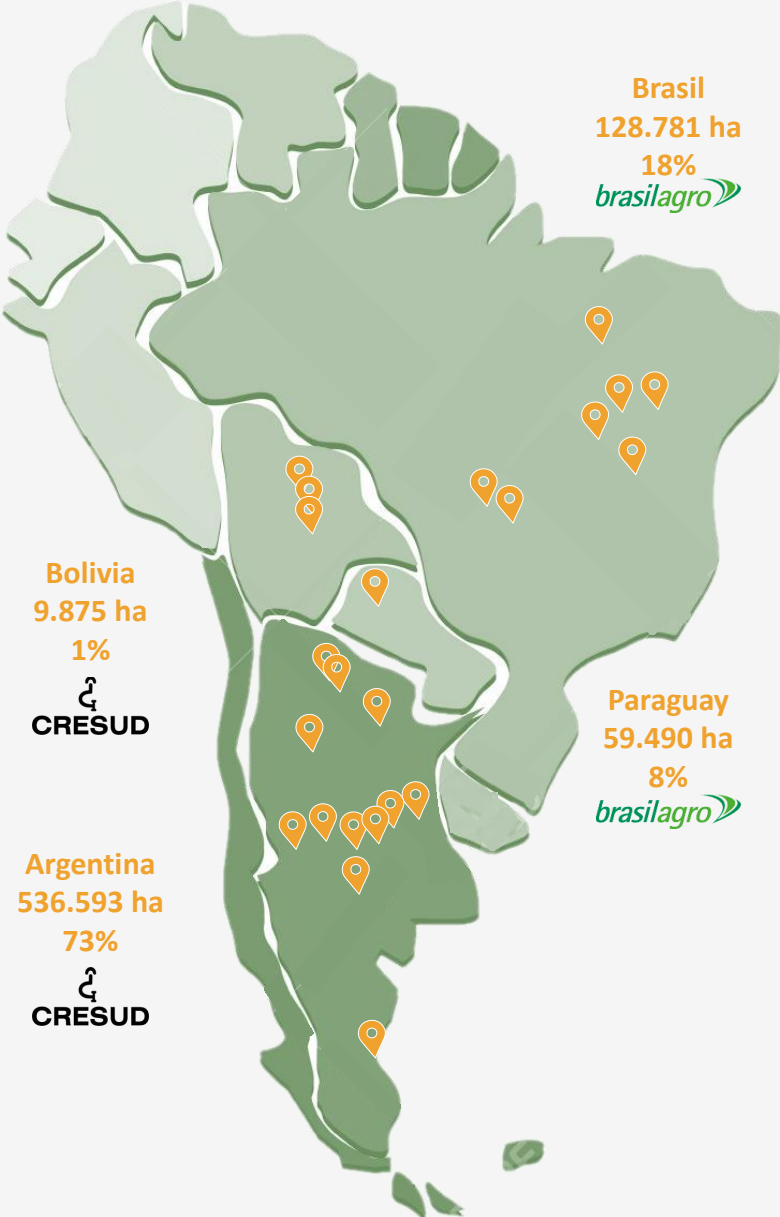 Brasil
128.781 ha
18%
brasilagro
Bolivia
9.875 ha
1%
CRESUD
Paraguay
59.490 ha
8%
brasilagro
Argentina
536.593 ha
73%
CRESUD